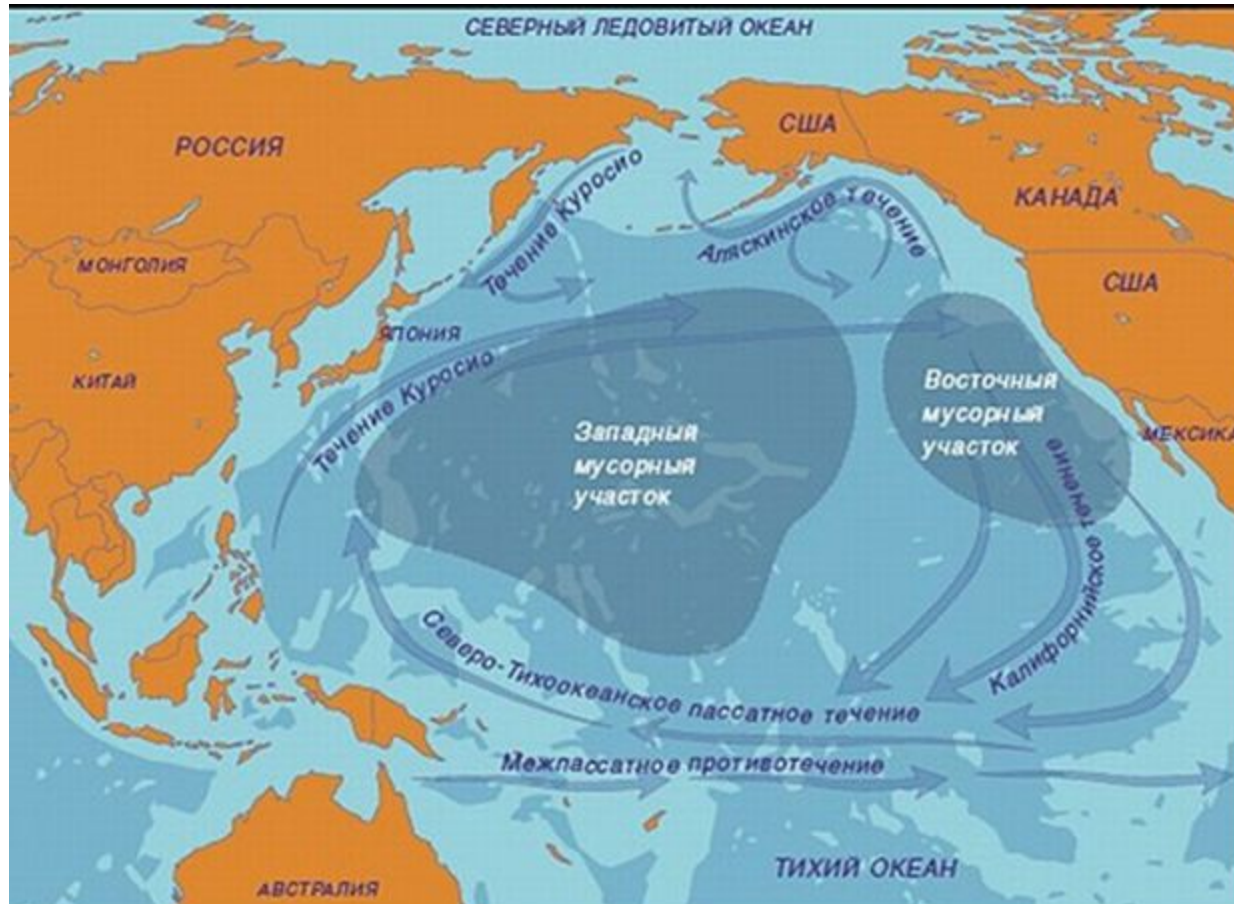 СЕВЕРНЫЙ ЛЕДОВИТЫЙ ОКЕАН
РОССИЯ
США
КАНАДА
Течение Куросио
Аляскинское течение
МОНГОЛИЯ
США
ЯПОНИЯ
КИТАЙ
Течение Куросио
Западный
мусорный
участок
Восточный
мусорный
участок
МЕКСИКА
Калифорнийское течение
Северо-Тихоокеанское пассатное течение
Межпассатное противотечение
ТИХИЙ ОКЕАН
АВСТРАЛИЯ